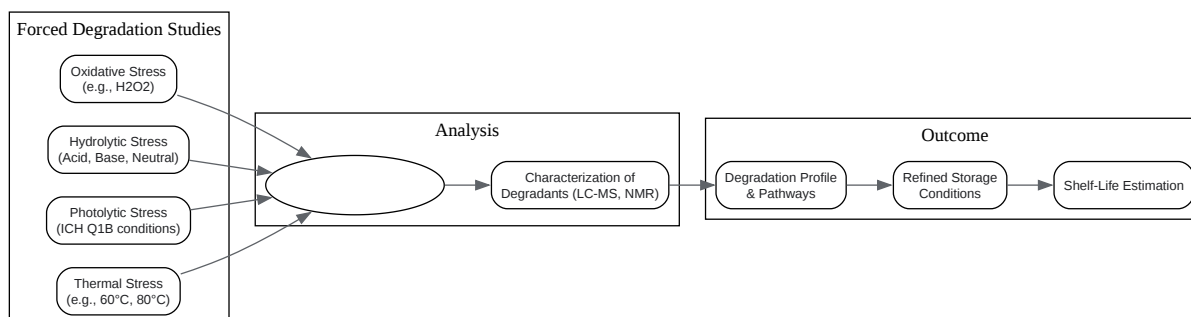 Forced Degradation Studies
Oxidative Stress
(e.g., H2O2)
Hydrolytic Stress
(Acid, Base, Neutral)
Photolytic Stress
(ICH Q1B conditions)
Thermal Stress
(e.g., 60°C, 80°C)
Analysis
Characterization of
Degradants (LC-MS, NMR)
Outcome
Degradation Profile
& Pathways
Refined Storage
Conditions
Shelf-Life Estimation